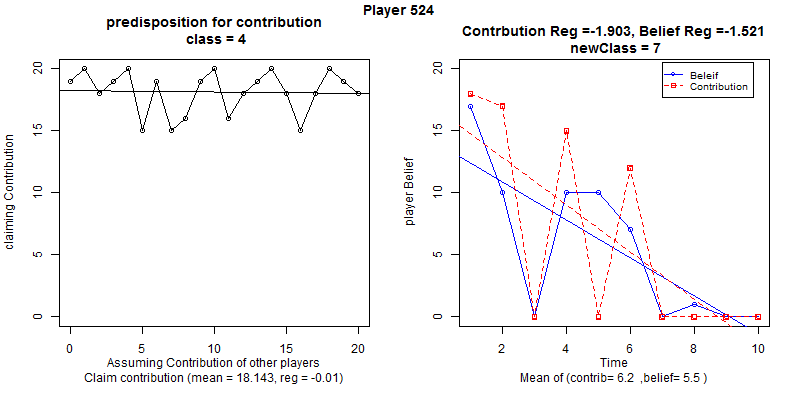 Player 524
predisposition for contribution
class = 4
claiming Contribution
20
15
10
5
0
0 5 10 15 20
Assuming Contribution of other players
Claim contribution (mean = 18.143, reg = -0.01)
Contrbution Reg =-1.903, Belief Reg =-1.521
newClass = 7
Beleif
Contribution
player Belief
20
15
10
5
0
2 4 6 8 10
Time
Mean of (contrib= 6.2 ,belief= 5.5 )